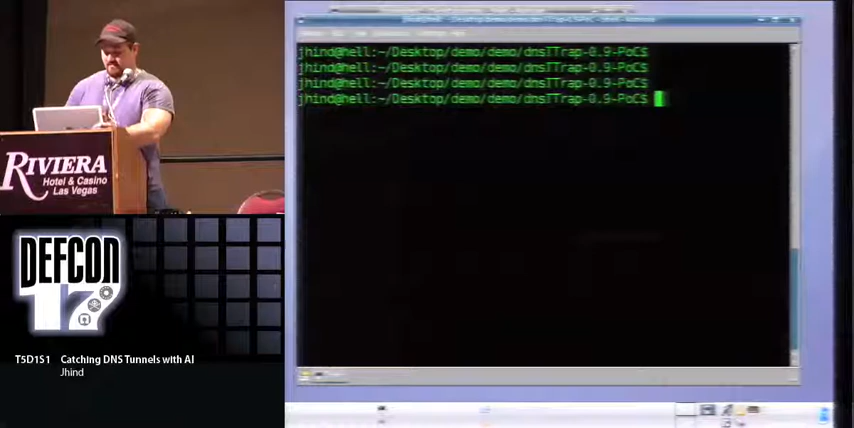 jhind@hell:~/Desktop/demo/demo/dnsTTrap-0.9-PoC$
jhind@hell:~/Desktop/demo/demo/dnsTTrap-0.9-PoC$
jhind@hell:~/Desktop/demo/demo/dnsTTrap-0.9-PoC$
jhind@hell:~/Desktop/demo/demo/dnsTTrap-0.9-PoC$
RIVIERA
Hotel & Casino
Las Vegas
DEFCON
17
T5D1S1 Catching DNS Tunnels with AI
Jhind